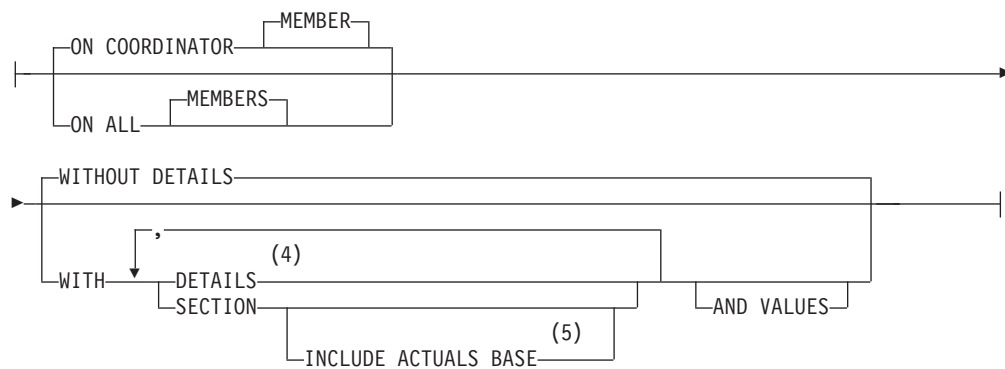 MEMBER
ON COORDINATOR
MEMBERS
ON ALL
WITHOUT DETAILS
,
(4)
WITH DETAILS
SECTION AND VALUES
(5)
INCLUDE ACTUALS BASE